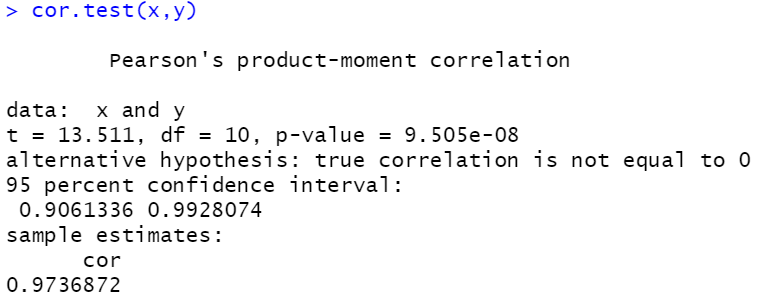 > cor.test(x,y)
Pearson's product-moment correlation
data:  x and y
t = 13.511, df = 10, p-value = 9.505e-08
alternative hypothesis: true correlation is not equal to 0
95 percent confidence interval:
 0.9061336 0.9928074
sample estimates:
cor
0.9736872